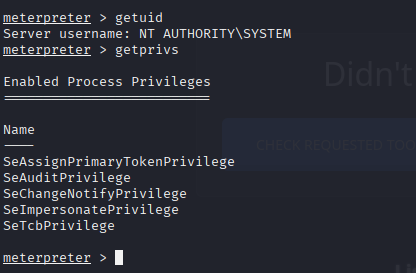 meterpreter > getuid
Server username: NT AUTHORITY\SYSTEM
meterpreter > getprivs
Didn't
Enabled Process Privileges
==========================
Name
----
CHECK REQUESTED TOO
SeAssignPrimaryTokenPrivilege
SeAuditPrivilege
SeChangeNotifyPrivilege
SeImpersonatePrivilege
SeTcbPrivilege
meterpreter >